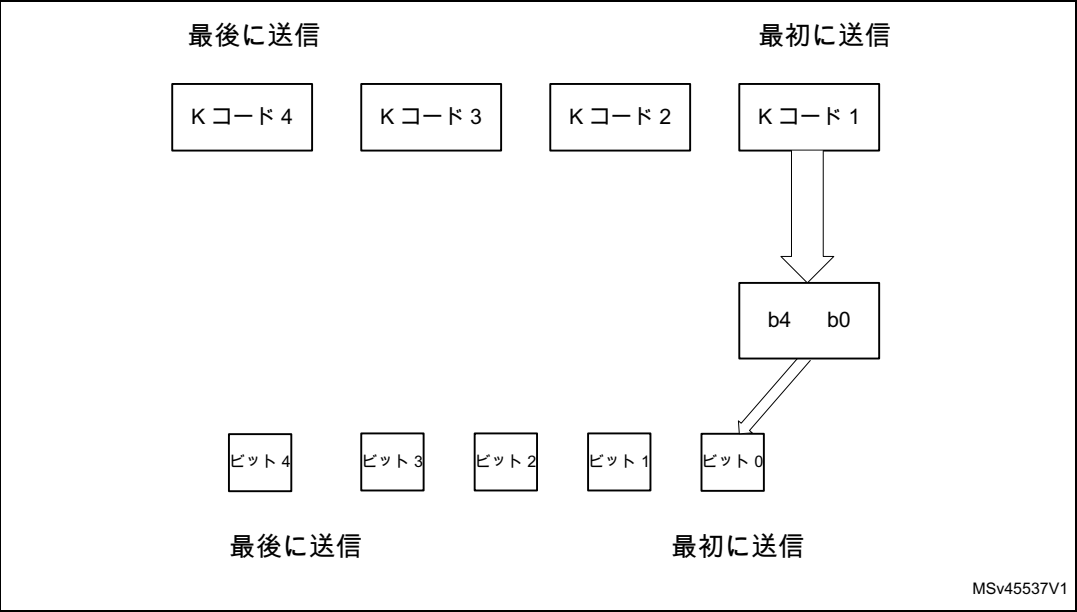 最後に送信 最初に送信
K コード 4 K コード 3 K コード 2 K コード 1
b4 b0
ビット 4 ビット 3 ビット 2 ビット 1 ビット 0
最後に送信 最初に送信
MSv45537V1